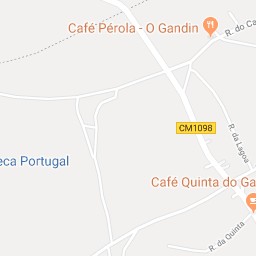 Café Pérola - O Gandin
R. do Ca
CM1098
R. da Lagoa
eca Portugal
Café Quinta do Ga
R. da Quinta